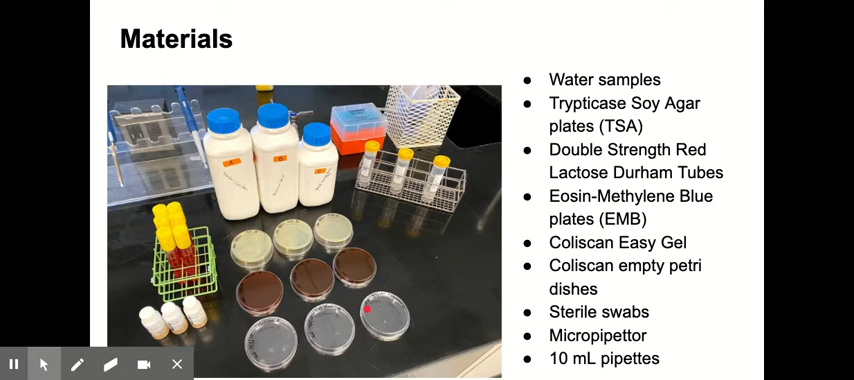 Materials
● Water samples
● Trypticase Soy Agar
plates (TSA)
● Double Strength Red
Lactose Durham Tubes
● Eosin-Methylene Blue
plates (EMB)
● Coliscan Easy Gel
● Coliscan empty petri
dishes
● Sterile swabs
● Micropipettor
● 10 mL pipettes